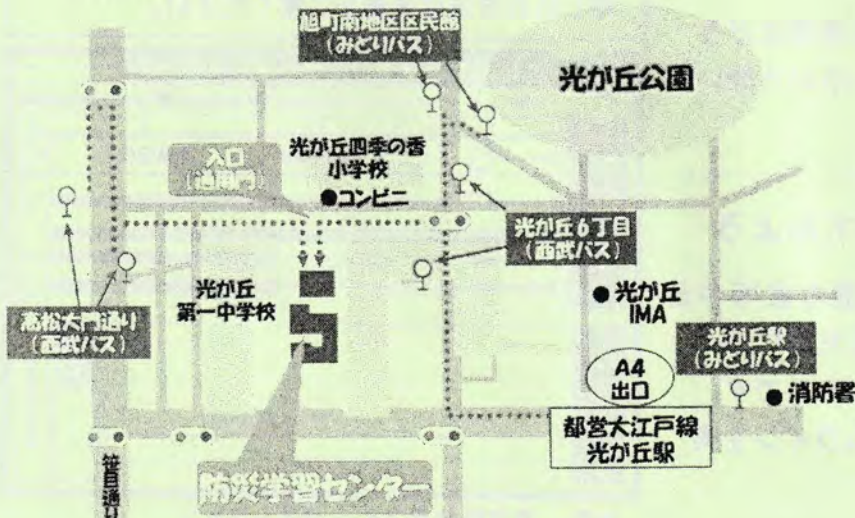 旭町南地区区民館
(みどりバス)
光が丘公園
入口
(通用門)
光が丘四季の香
小学校
●コンビニ
光が丘6丁目
(西武バス)
高松大門通り
(西武バス)
光が丘
第一中学校
●光が丘
IMA
光が丘駅
(みどりバス)
A4
出口
●消防署
都営大江戸線
光が丘駅
防災学習センター
笹目通り